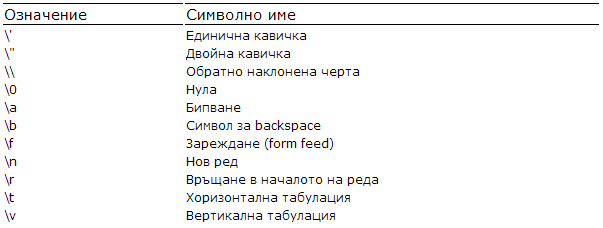 Означение Символно име
\' Единична кавичка
\" Двойна кавичка
\\ Обратно наклонена черта
\0 Нула
\a Бипване
\b Символ за backspace
\f Зареждане (form feed)
\n Нов ред
\r Връщане в началото на реда
\t Хоризонтална табулация
\v Вертикална табулация